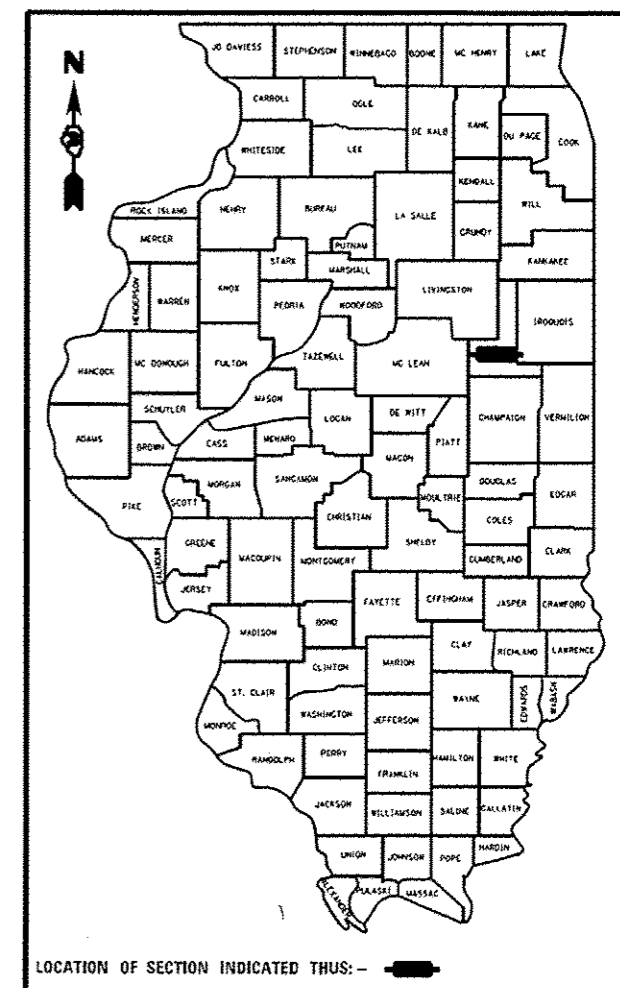 JO DAVIESS STEPHENSON WINNEBAGO BOONE MC HENRY LAKE
N
CARROLL OGLE DE KALB KANE DU PAGE COOK
WHITESIDE LEE
KENDALL WILL
ROCK ISLAND HENRY BUREAU LA SALLE GRUNDY
MERCER PUTNAM
STARK MARSHALL KANKAKEE
HENDERSON WARREN KNOX PEORIA WOODFORD LIVINGSTON IROQUOIS
HANCOCK MC DONOUGH FULTON TAZEWELL MC LEAN
SCHUYLER MASON LOGAN DE WITT CHAMPAIGN VERMILION
ADAMS BROWN CASS MENARD MACON PIATT
MORGAN SANGAMON DOUGLAS EDGAR
PIKE SCOTT CHRISTIAN MOULTRIE COLES
GREENE MACOUPIN MONTGOMERY SHELBY CUMBERLAND CLARK
CALHOUN JERSEY FAYETTE EFFINGHAM JASPER CRAWFORD
MADISON BOND CLAY RICHLAND LAWRENCE
CLINTON MARION
ST. CLAIR WAYNE EDWARDS WABASH
MONROE WASHINGTON JEFFERSON
RANDOLPH PERRY HAMILTON WHITE
FRANKLIN
JACKSON WILLIAMSON SALINE GALLATIN
UNION JOHNSON POPE HARDIN
ALEXANDER PULASKI MASSAC
LOCATION OF SECTION INDICATED THUS: -